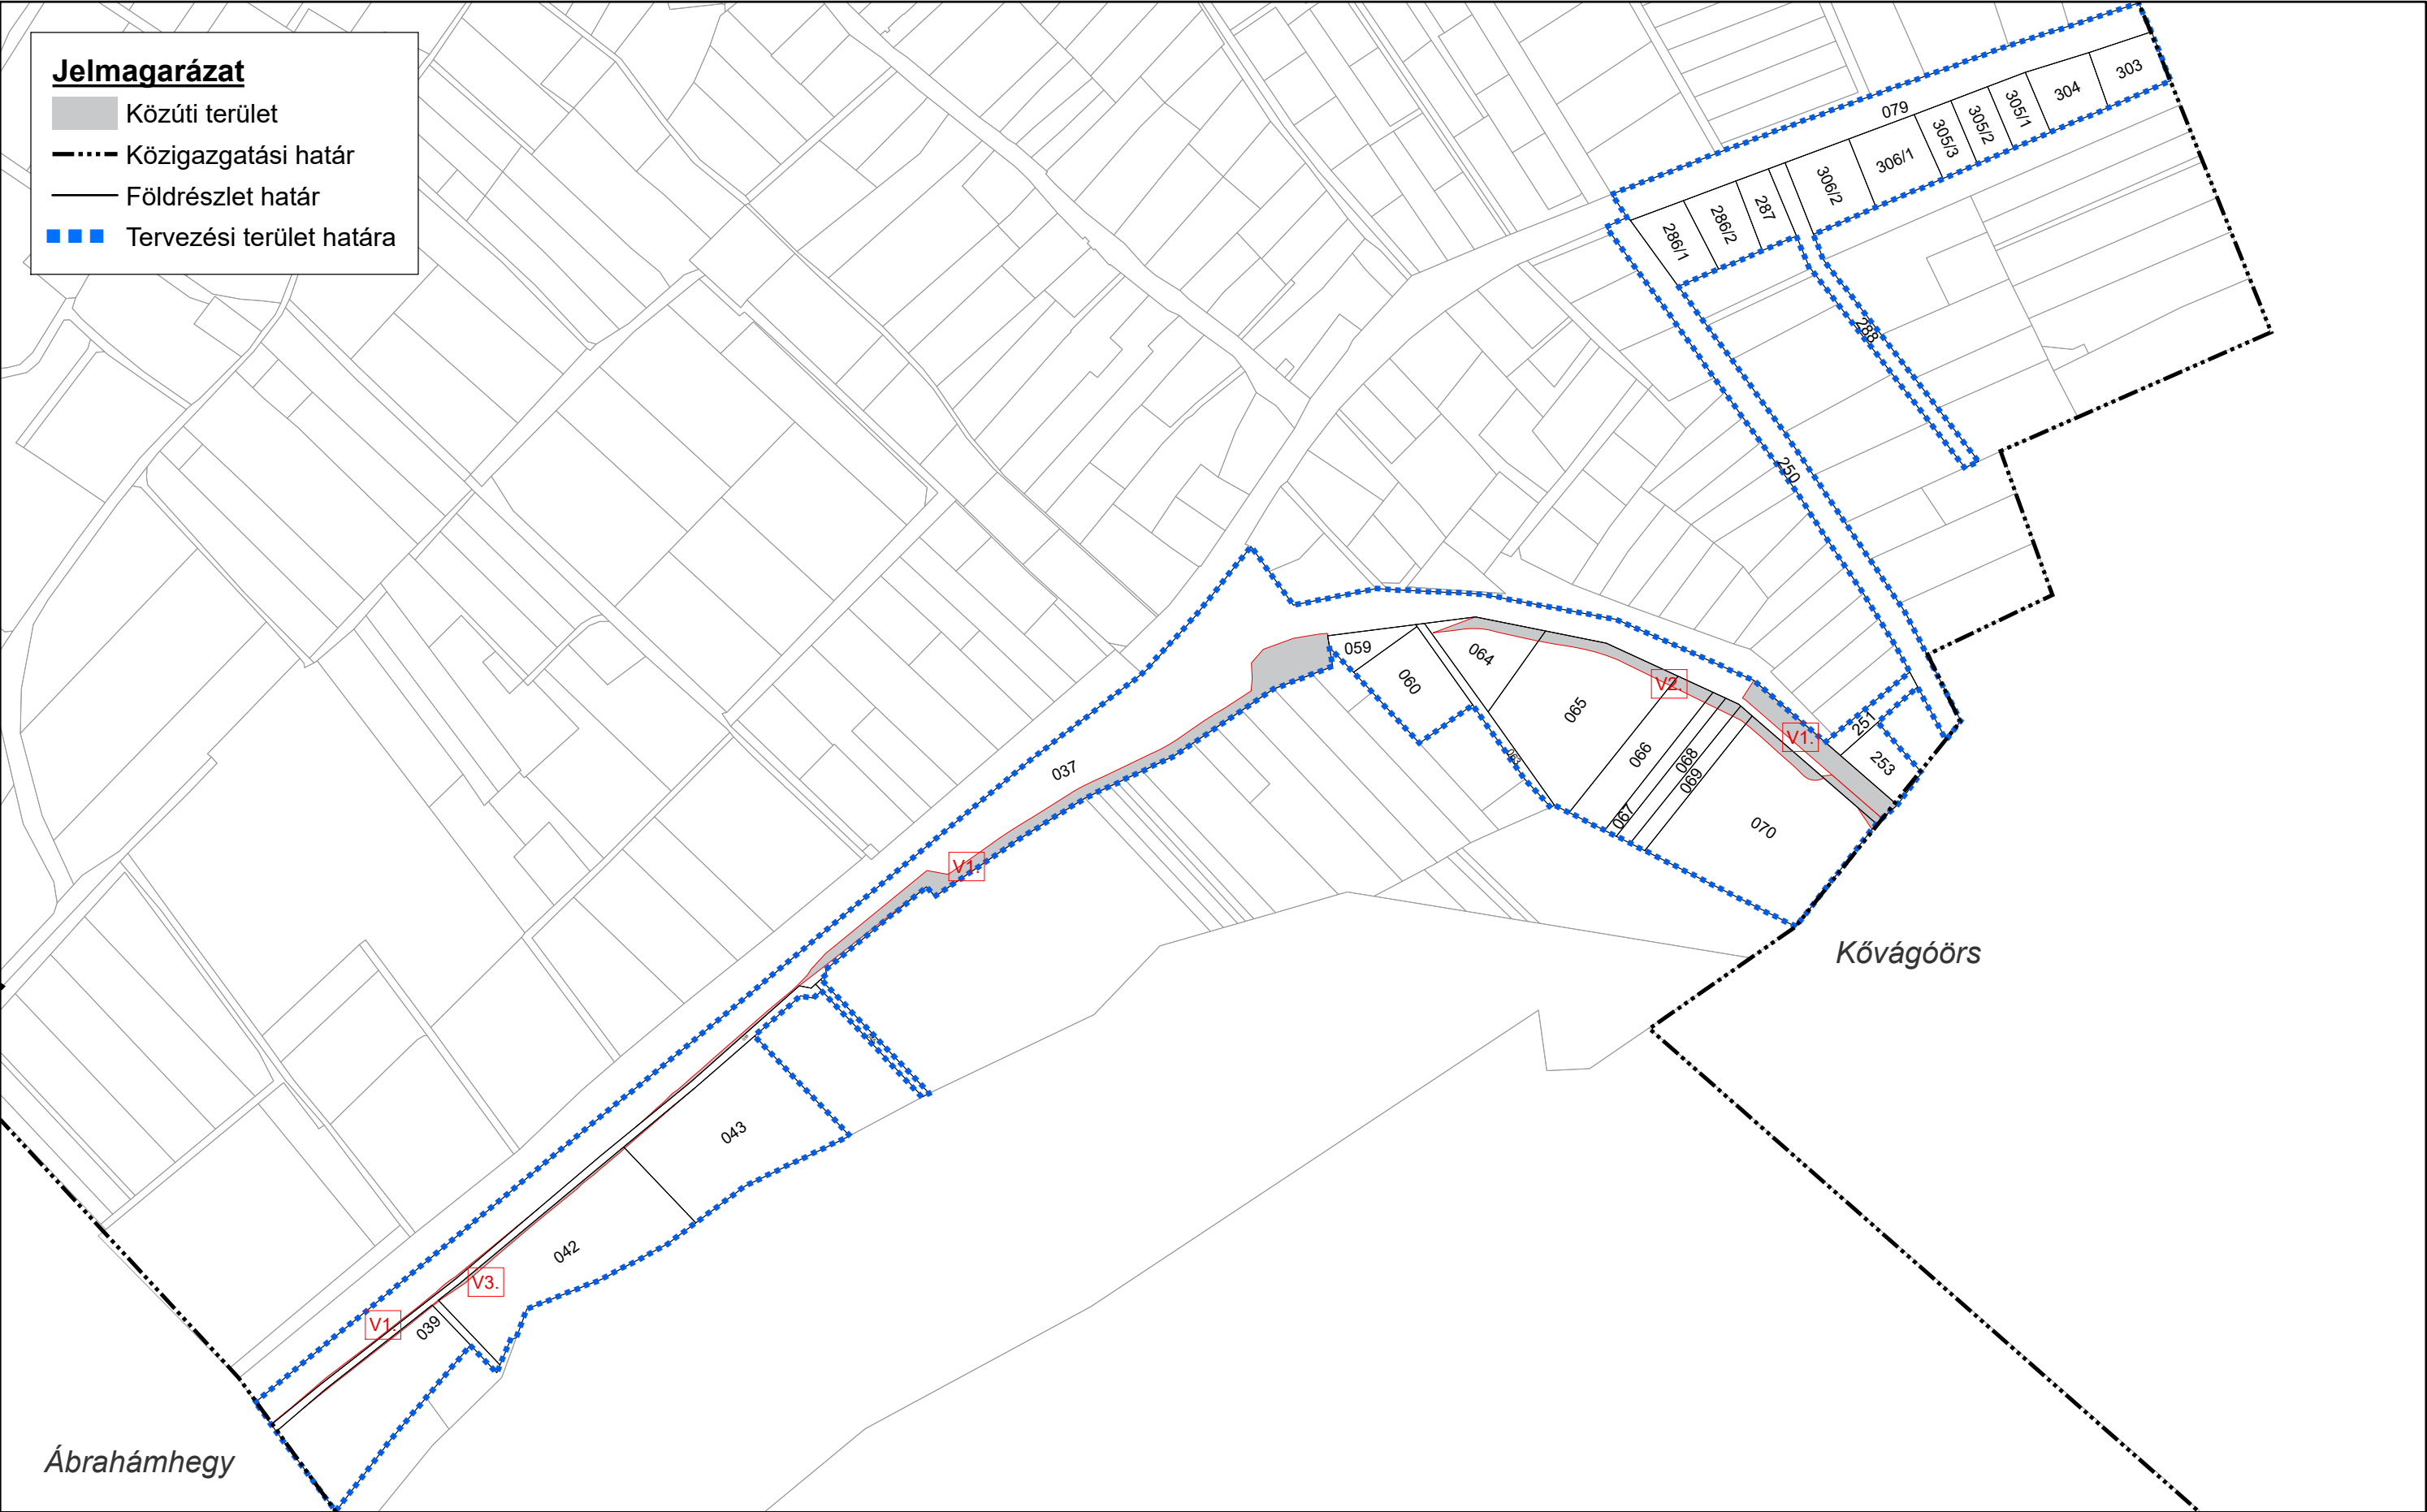 Jelmagarázat
Közúti terület
Közigazgatási határ
Földrészlet határ
Tervezési terület határa
303
304
305/1
305/2
305/3
079
306/1
306/2
287
286/2
286/1
288
250
059
064
060
065
V2.
V1.
251
253
066
068
069
067
070
063
037
V1.
Kővágóörs
043
042
V3.
V1.
039
Ábrahámhegy